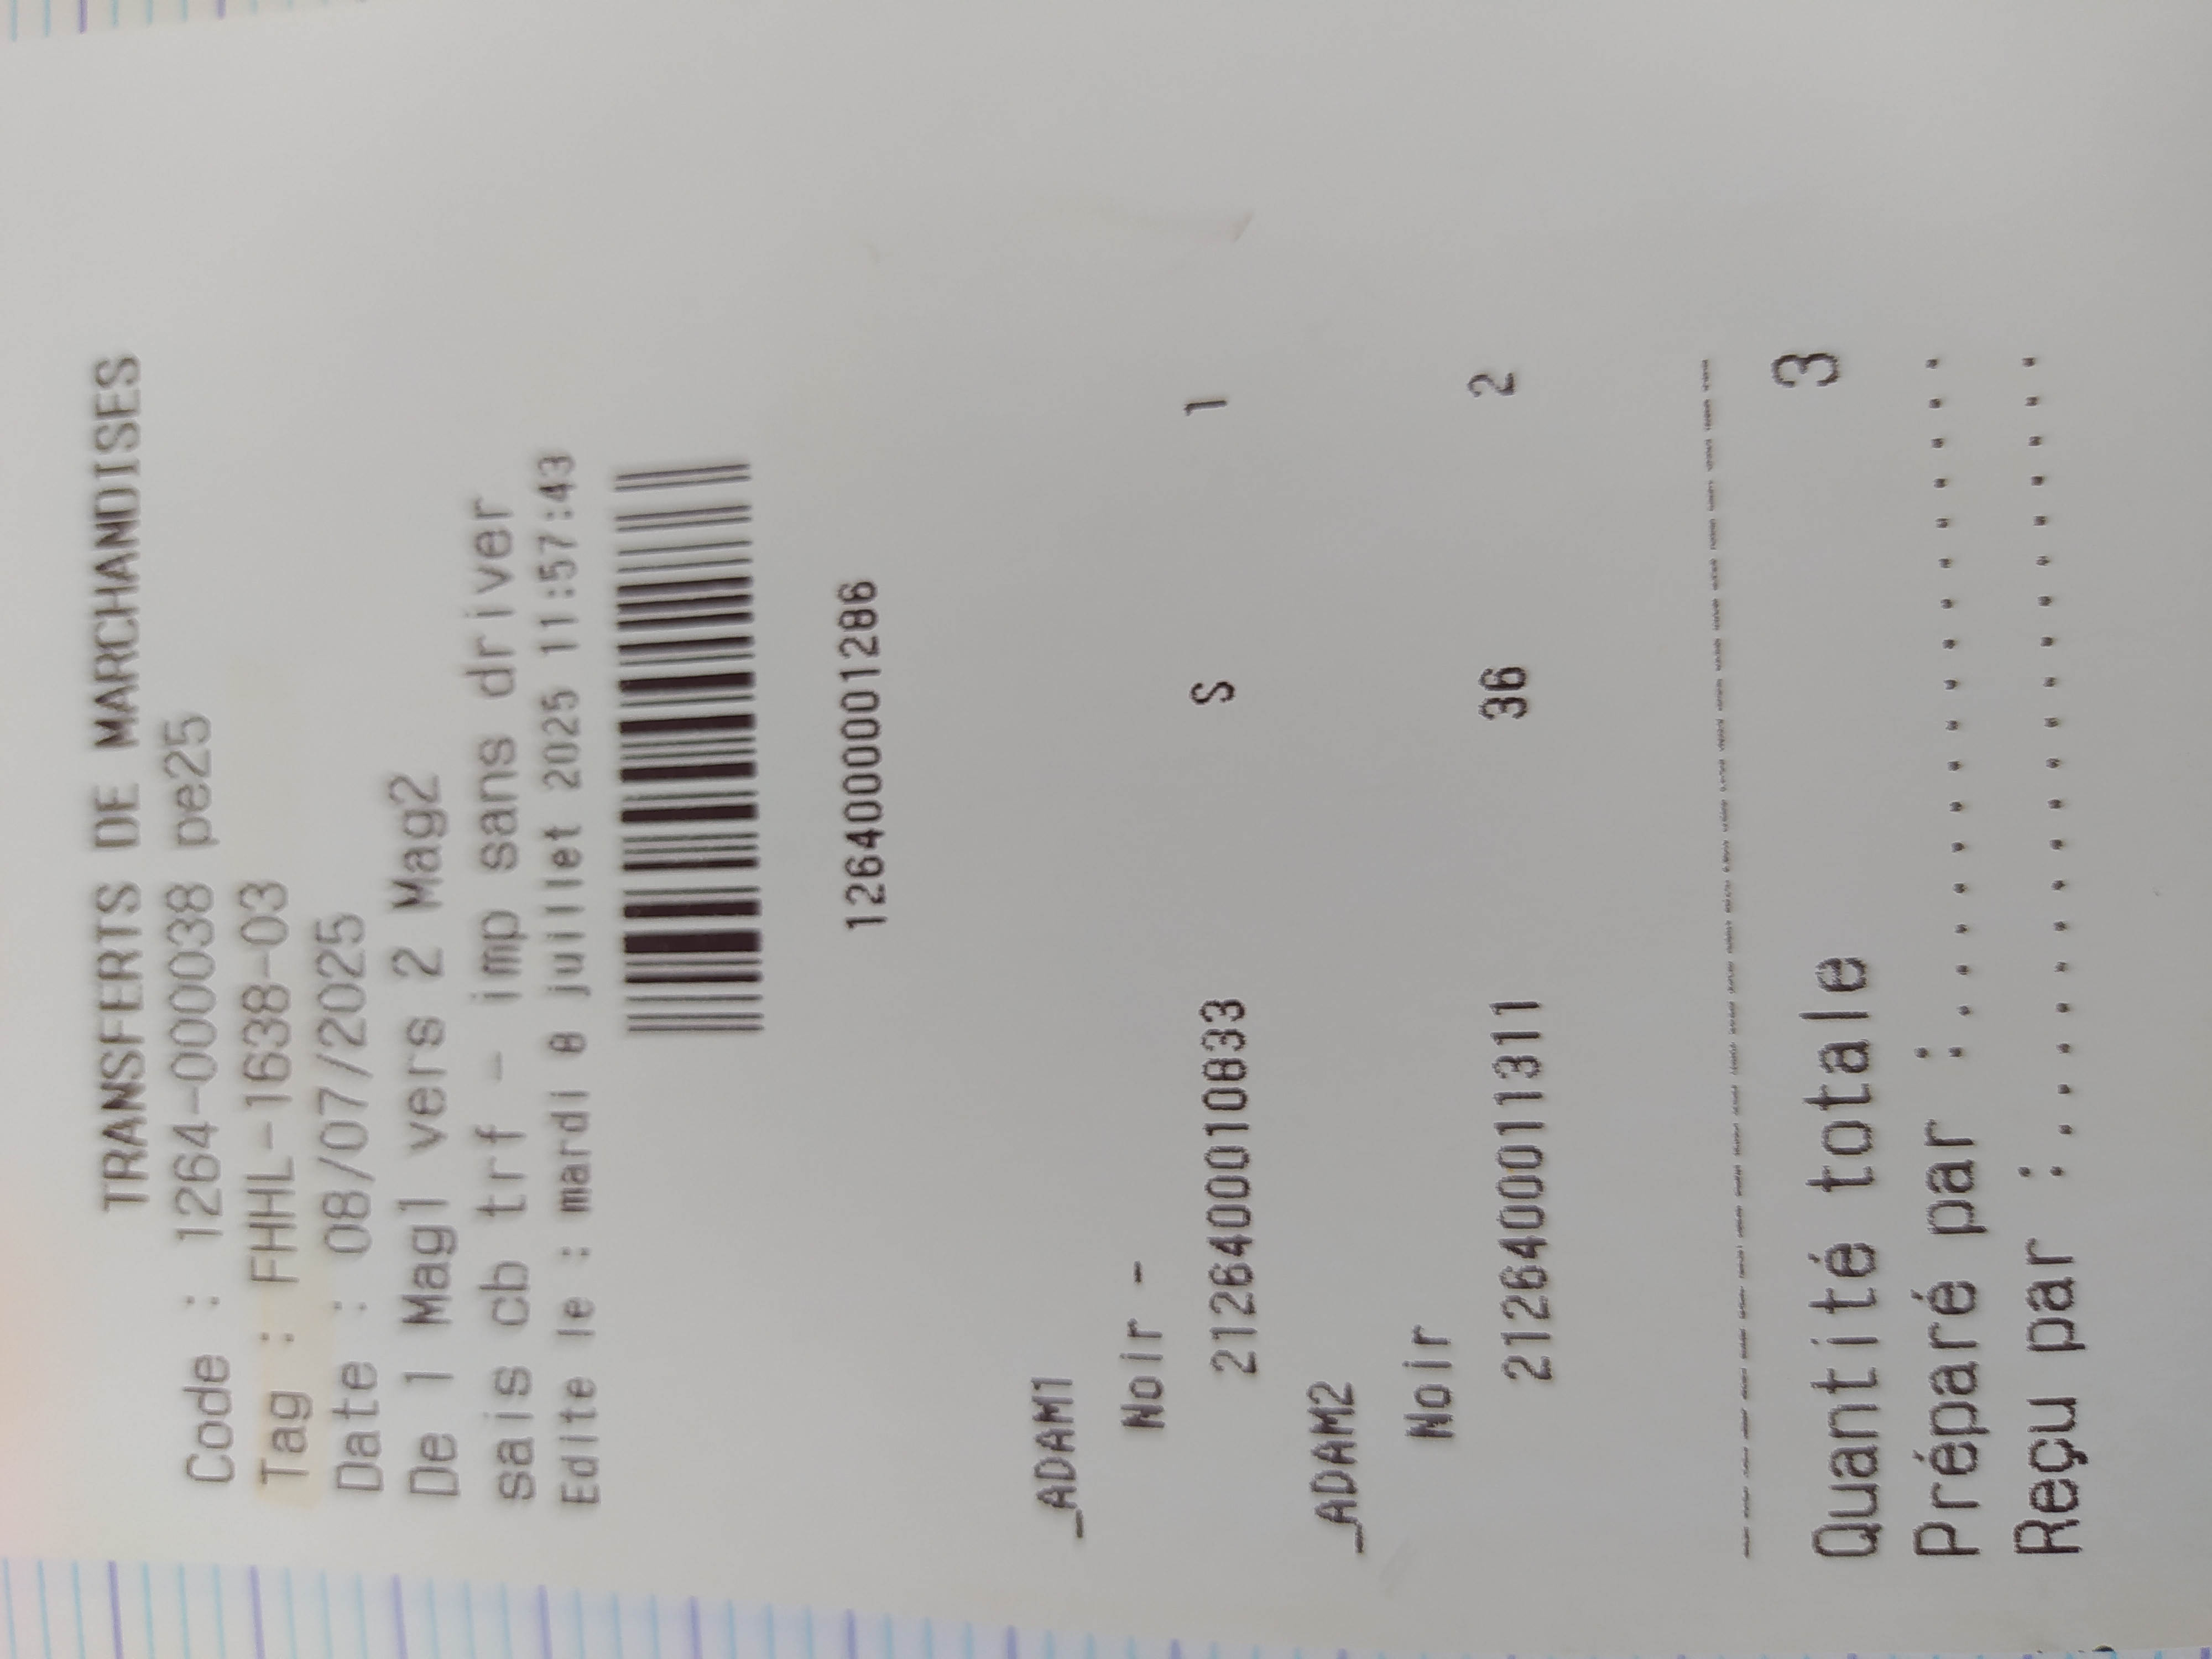 TRANSFERTS DE MARCHANDISES
Code : 1264-000038 pe25
Tag : FHHL-1638-03
Date : 08/07/2025
De 1 Mag1 vers 2 Mag2
sais cb trf - imp sans driver
Edite le : mardi 8 juillet 2025 11:57:43
1264000001286
_ADAM1
Noir -
2126400010833 S 1
_ADAM2
Noir
2126400011311 36 2
Quantité totale 3
Préparé par :..................
Reçu par :.....................